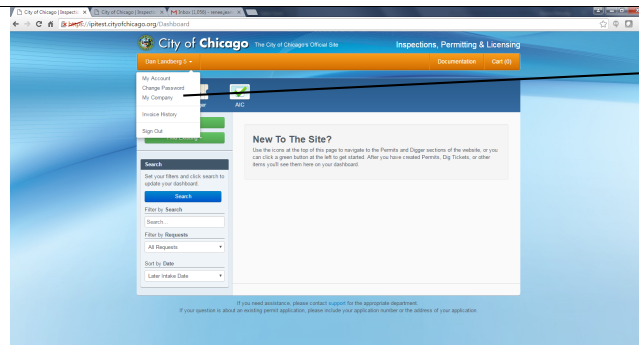 City of Chicago | Inspecti
City of Chicago | Inspecti
https://ipitest.cityofchicago.org/Dashboard
City of Chicago The City of Chicago's Official Site
Inspections, Permitting & Licensing
Dan Landberg 5
Documentation
Cart (0)
My Account
Change Password
My Company
Invoice History
Sign Out
AIC
New To The Site?
Use the icons at the top of this page to navigate to the Permits and Digger sections of the website, or you
can click a green button at the left to get started. After you have created Permits, Dig Tickets, or other
items you'll see them here on your dashboard.
Search
Set your filters and click search to
update your dashboard:
Search
Filter by Search
Search...
Filter by Requests
All Requests
Sort by Date
Later Intake Date
If you need assistance, please contact support for the appropriate department.
If your question is about an existing permit application, please include your application number or the address of your application.